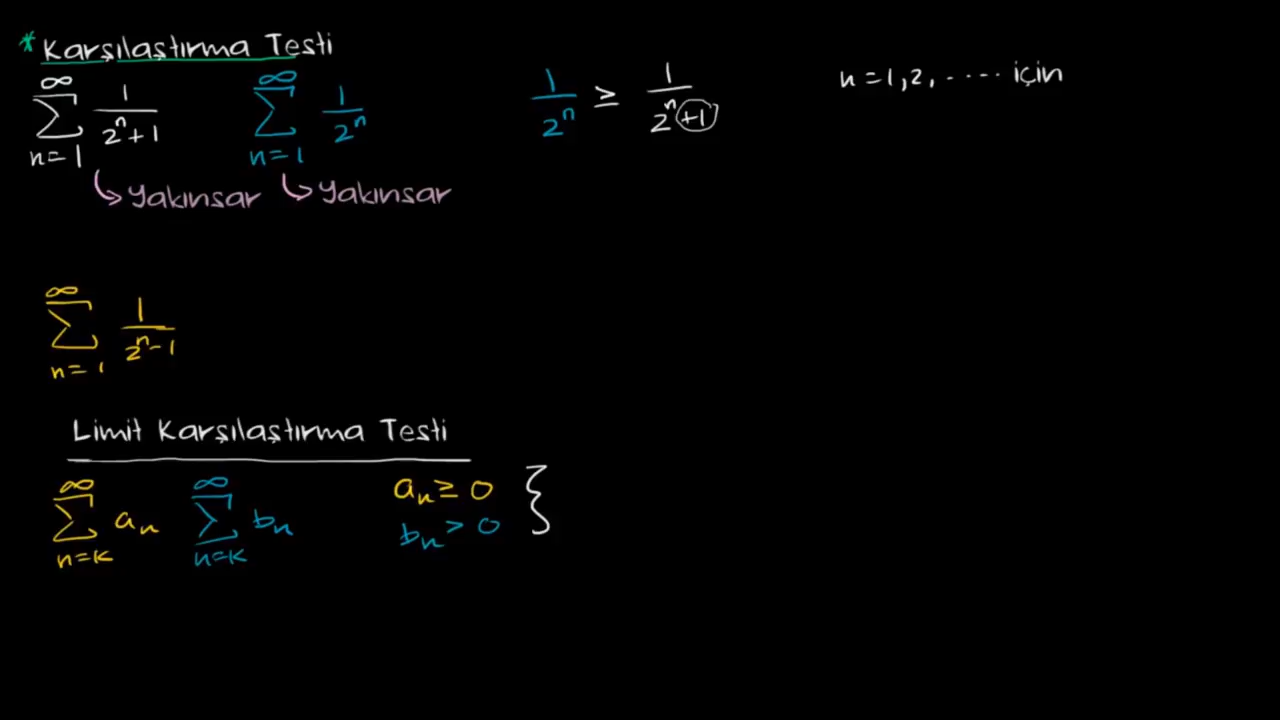 * Karşılaştırma Testi
∞ ∑ n=1 1/(2ⁿ+1) ∞ ∑ n=1 1/2ⁿ 1/2ⁿ ≥ 1/(2ⁿ+1) n=1,2,..... için
↳ Yakınsar ↳ Yakınsar
∞ ∑ n=1 1/(2ⁿ-1)
Limit Karşılaştırma Testi
∞ ∑ n=k aₙ ∞ ∑ n=k bₙ aₙ ≥ 0 }
bₙ > 0